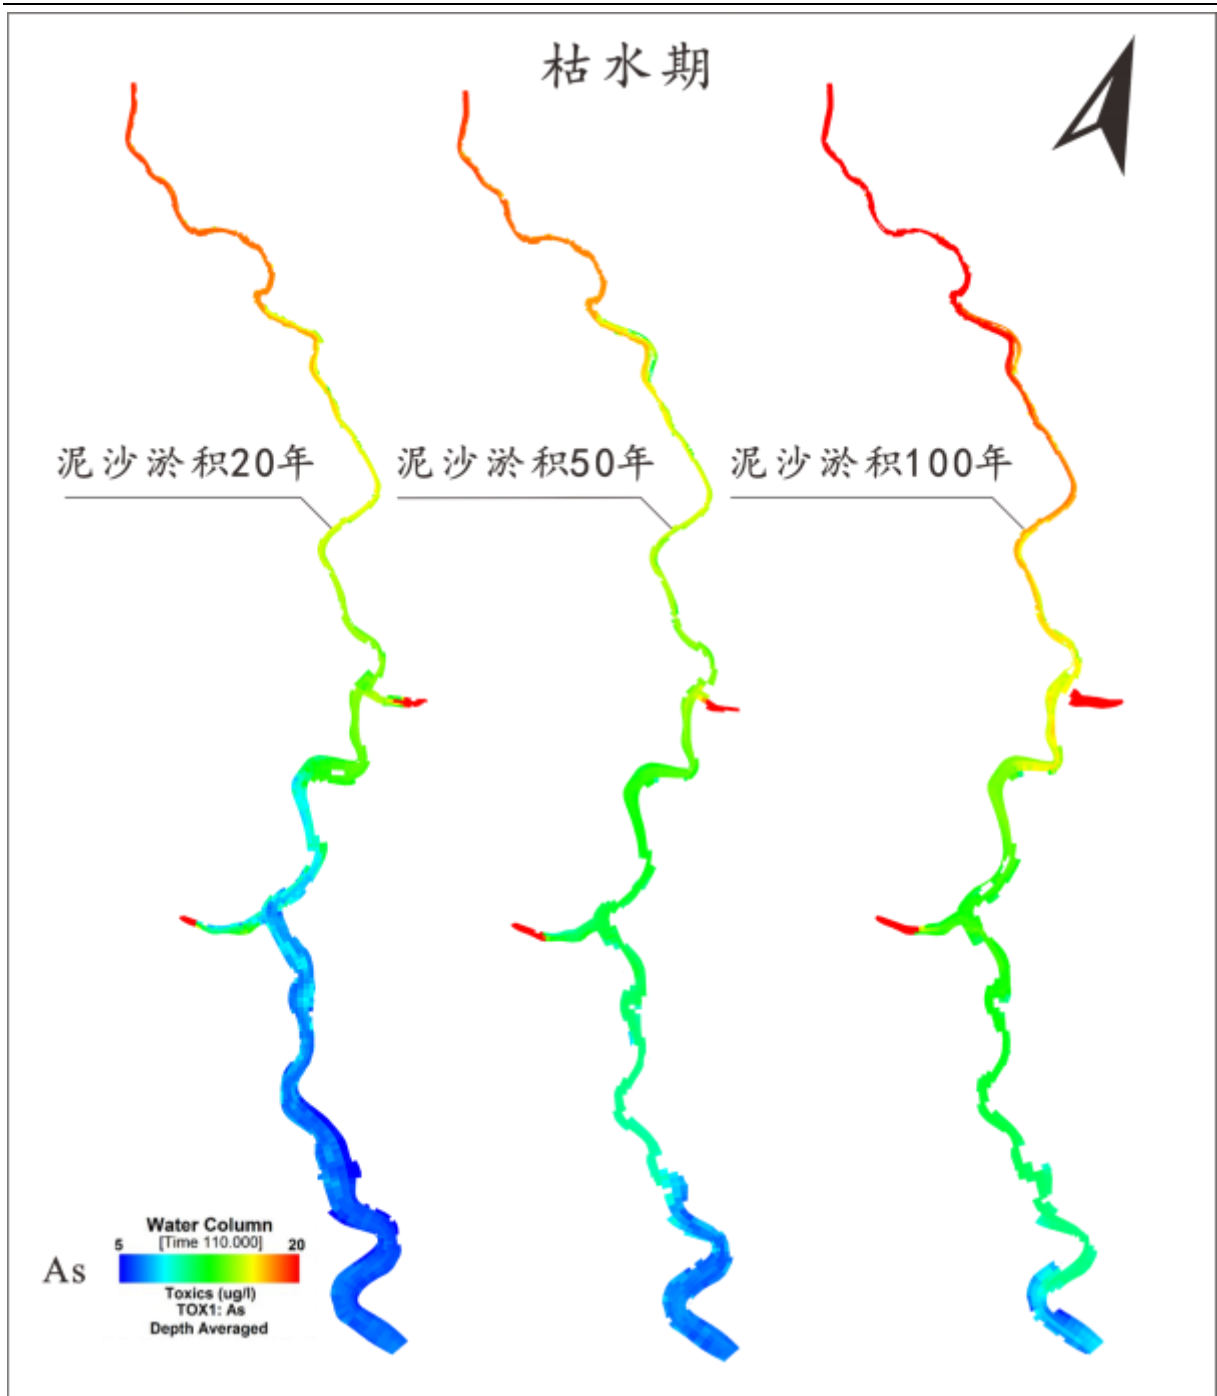 枯水期
泥沙淤积20年
泥沙淤积50年
泥沙淤积100年
Water Column
5 [Time 110.000] 20
As
Toxics (ug/l)
TOX1: As
Depth Averaged